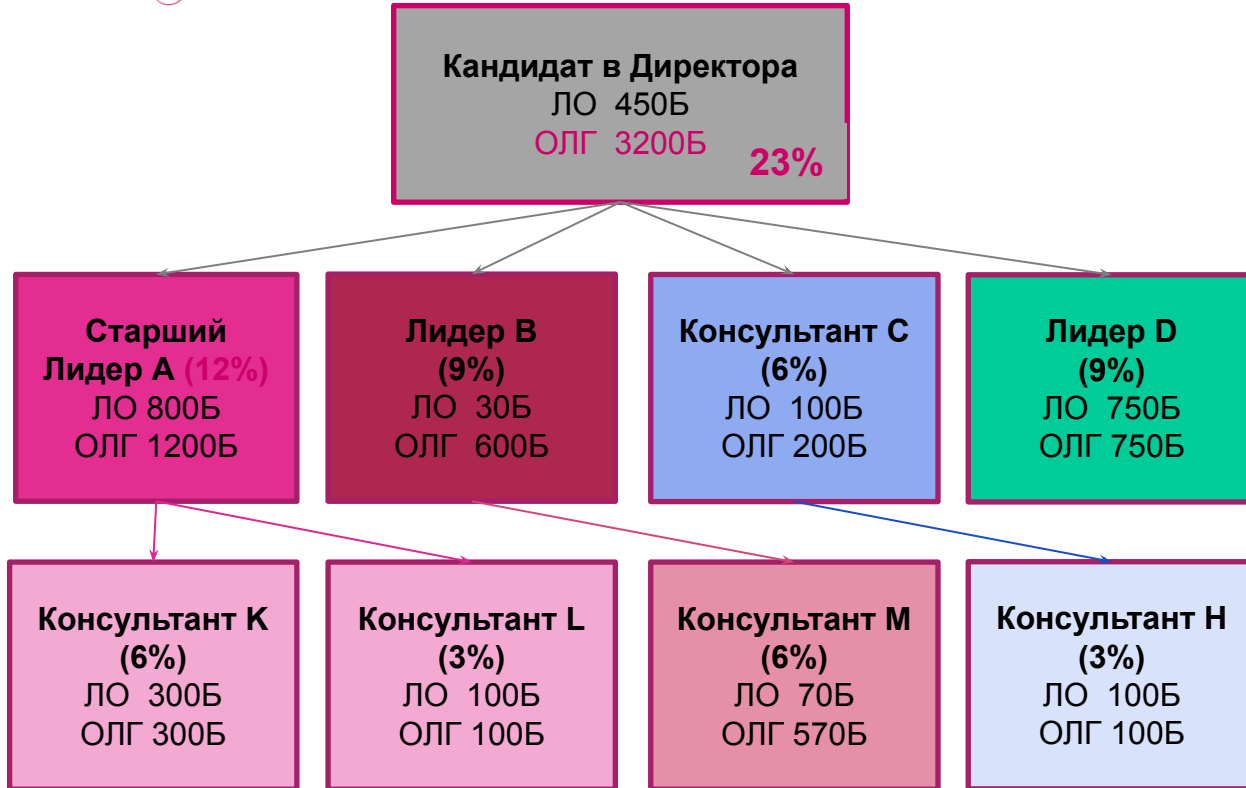 Кандидат в Директора
ЛО 450Б
ОЛГ 3200Б
23%
Старший
Лидер А (12%)
ЛО 800Б
ОЛГ 1200Б
Лидер В
(9%)
ЛО 30Б
ОЛГ 600Б
Консультант С
(6%)
ЛО 100Б
ОЛГ 200Б
Лидер D
(9%)
ЛО 750Б
ОЛГ 750Б
Консультант K
(6%)
ЛО 300Б
ОЛГ 300Б
Консультант L
(3%)
ЛО 100Б
ОЛГ 100Б
Консультант M
(6%)
ЛО 70Б
ОЛГ 570Б
Консультант H
(3%)
ЛО 100Б
ОЛГ 100Б